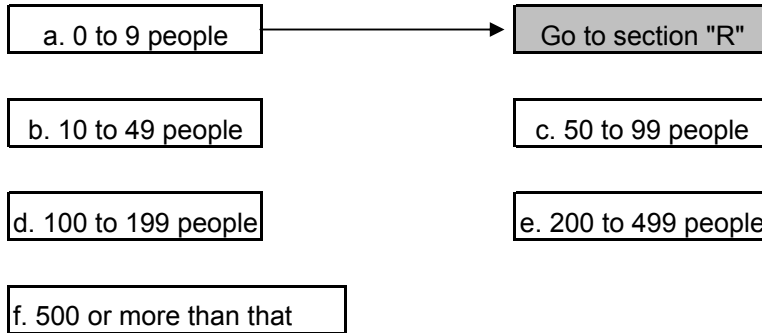 a. 0 to 9 people
Go to section "R"
b. 10 to 49 people
c. 50 to 99 people
d. 100 to 199 people
e. 200 to 499 people
f. 500 or more than that